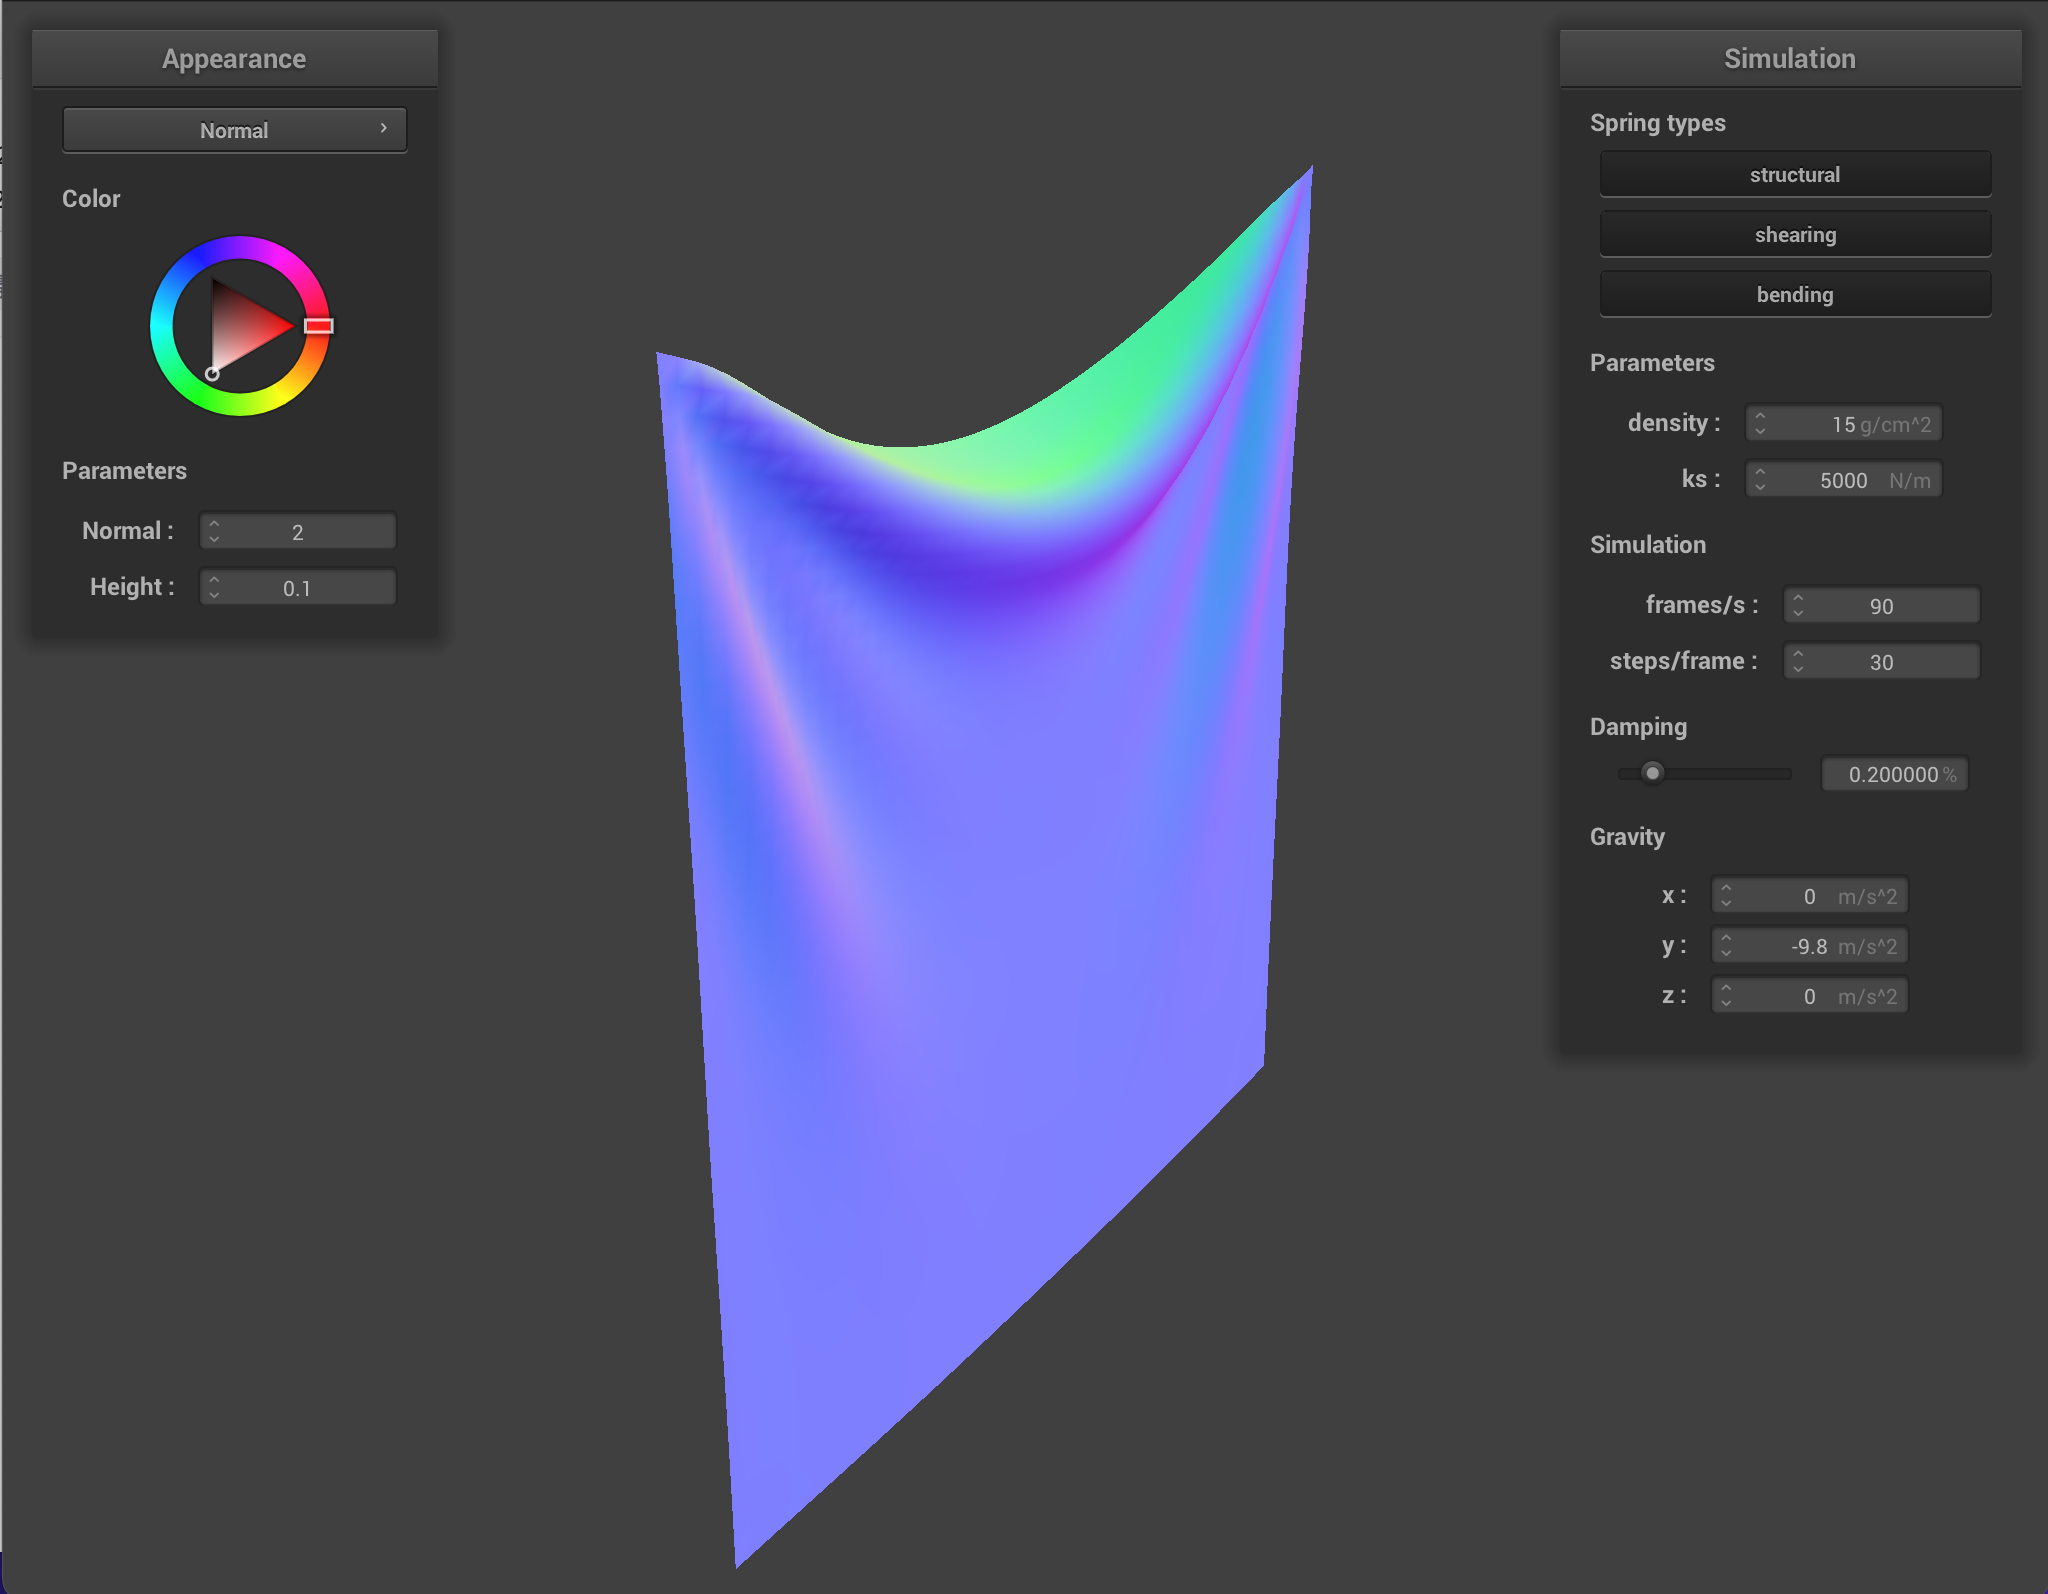 Appearance
Normal
Color
Parameters
Normal : 2
Height : 0.1
Simulation
Spring types
structural
shearing
bending
Parameters
density : 15 g/cm^2
ks : 5000 N/m
Simulation
frames/s : 90
steps/frame : 30
Damping
0.200000 %
Gravity
x : 0 m/s^2
y : -9.8 m/s^2
z : 0 m/s^2